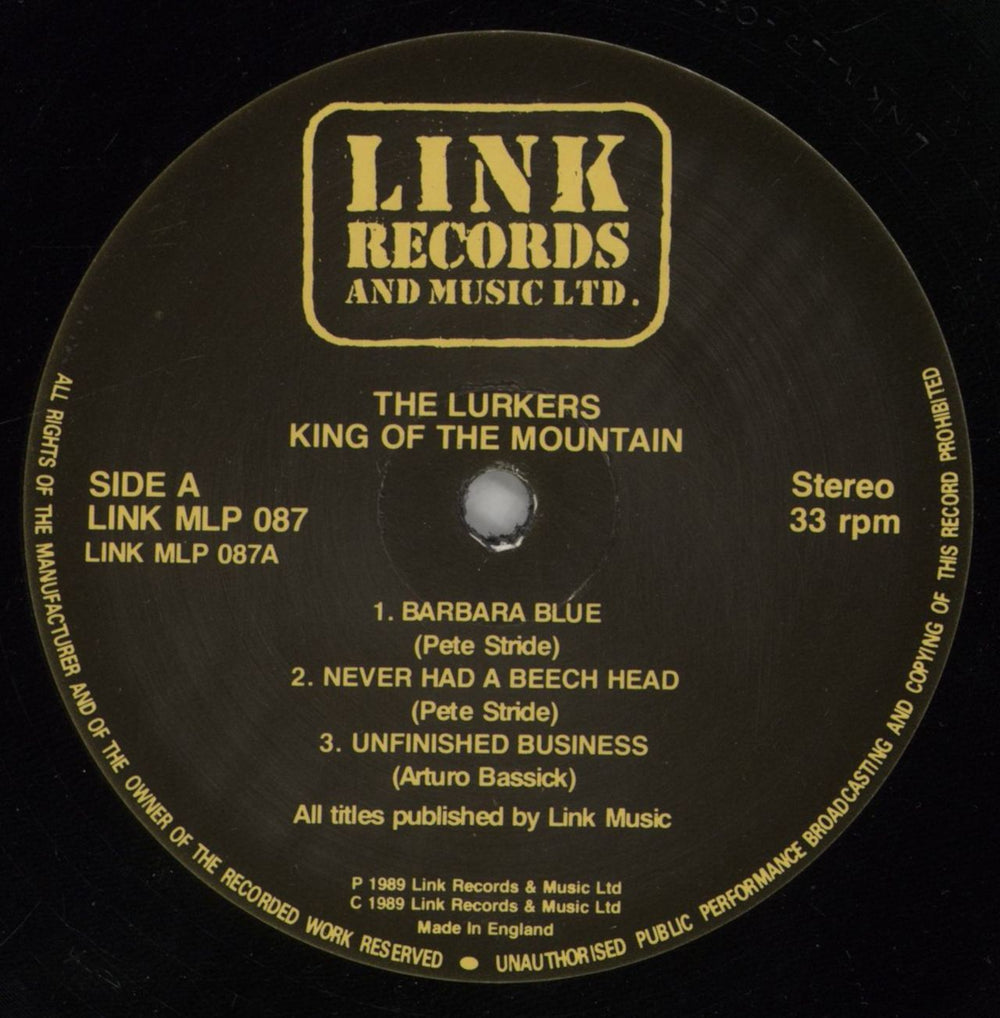 LINK
RECORDS
AND MUSIC LTD.
THE LURKERS
KING OF THE MOUNTAIN
SIDE A
LINK MLP 087
LINK MLP 087A
Stereo
33 rpm
1. BARBARA BLUE
(Pete Stride)
2. NEVER HAD A BEECH HEAD
(Pete Stride)
3. UNFINISHED BUSINESS
(Arturo Bassick)
All titles published by Link Music
P 1989 Link Records & Music Ltd
C 1989 Link Records & Music Ltd
Made In England
ALL RIGHTS OF THE MANUFACTURER AND OF THE OWNER OF THE RECORDED WORK RESERVED ● UNAUTHORISED PUBLIC PERFORMANCE BROADCASTING AND COPYING OF THIS RECORD PROHIBITED